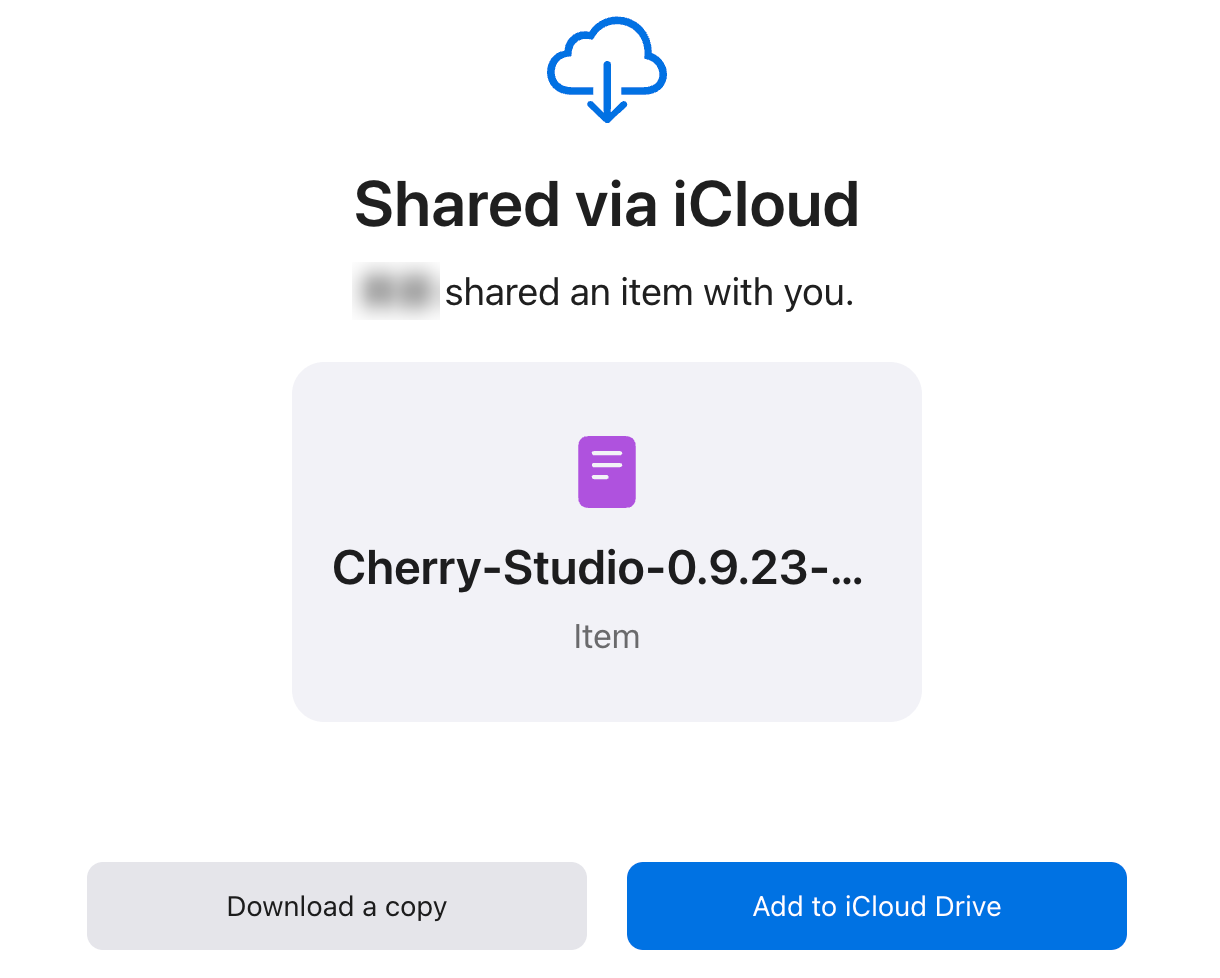 Shared via iCloud
shared an item with you.
Cherry-Studio-0.9.23-...
Item
Download a copy
Add to iCloud Drive